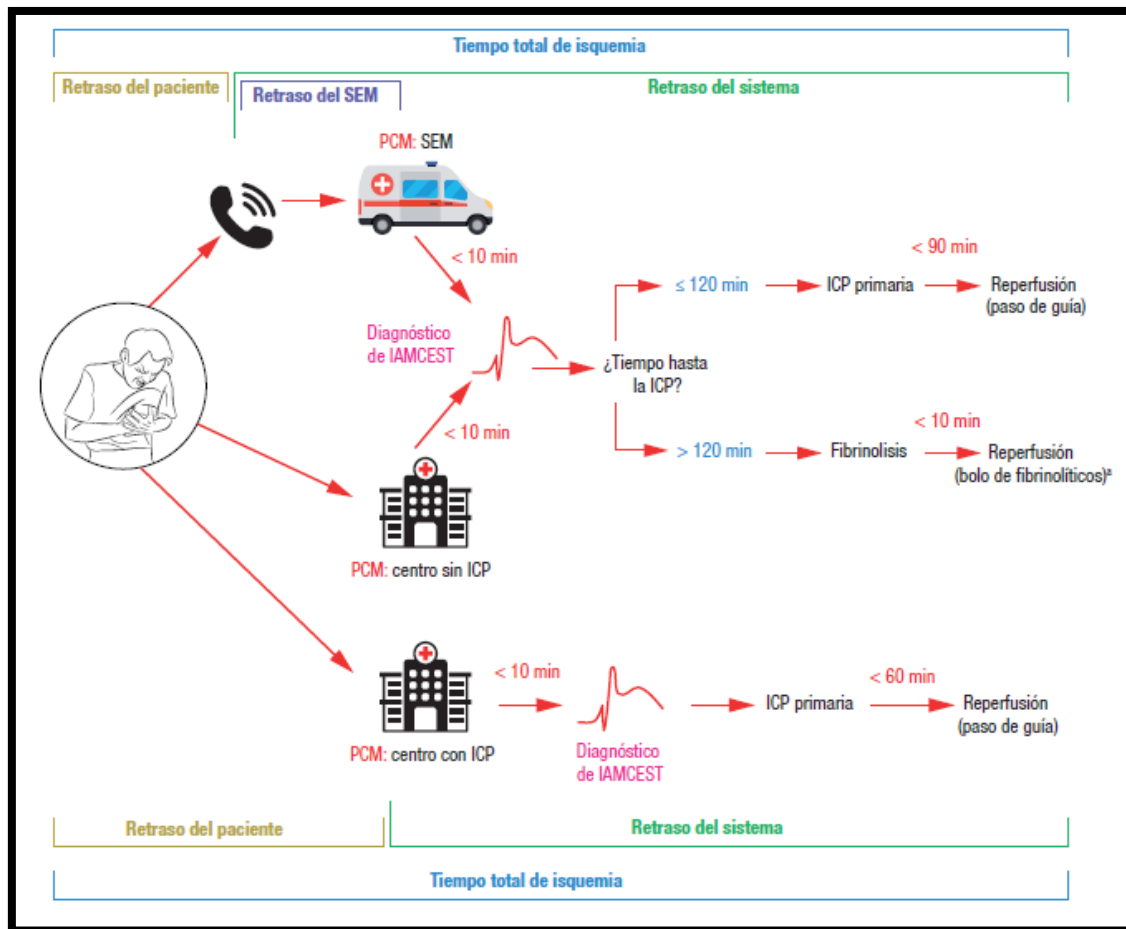 Tiempo total de isquemia
Retraso del paciente
Retraso del SEM
Retraso del sistema
PCM: SEM
< 10 min
< 90 min
≤ 120 min
ICP primaria
Reperfusión
(paso de guía)
Diagnóstico
de IAMCEST
¿Tiempo hasta
la ICP?
< 10 min
< 10 min
> 120 min
Fibrinolisis
Reperfusión
(bolo de fibrinolíticos)ª
PCM: centro sin ICP
< 10 min
< 60 min
ICP primaria
Reperfusión
(paso de guía)
PCM: centro con ICP
Diagnóstico
de IAMCEST
Retraso del paciente
Retraso del sistema
Tiempo total de isquemia